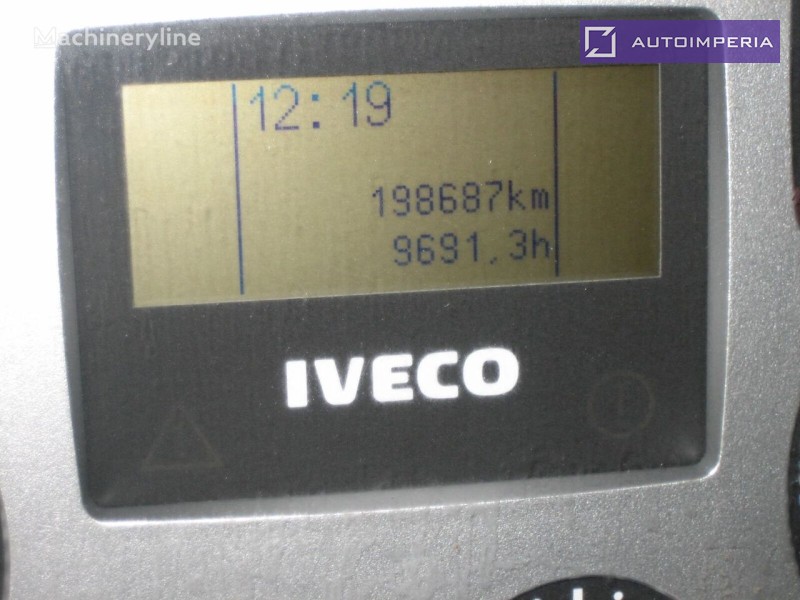 Machineryline
AUTOIMPERIA
12:19
198687km
9691,3h
IVECO